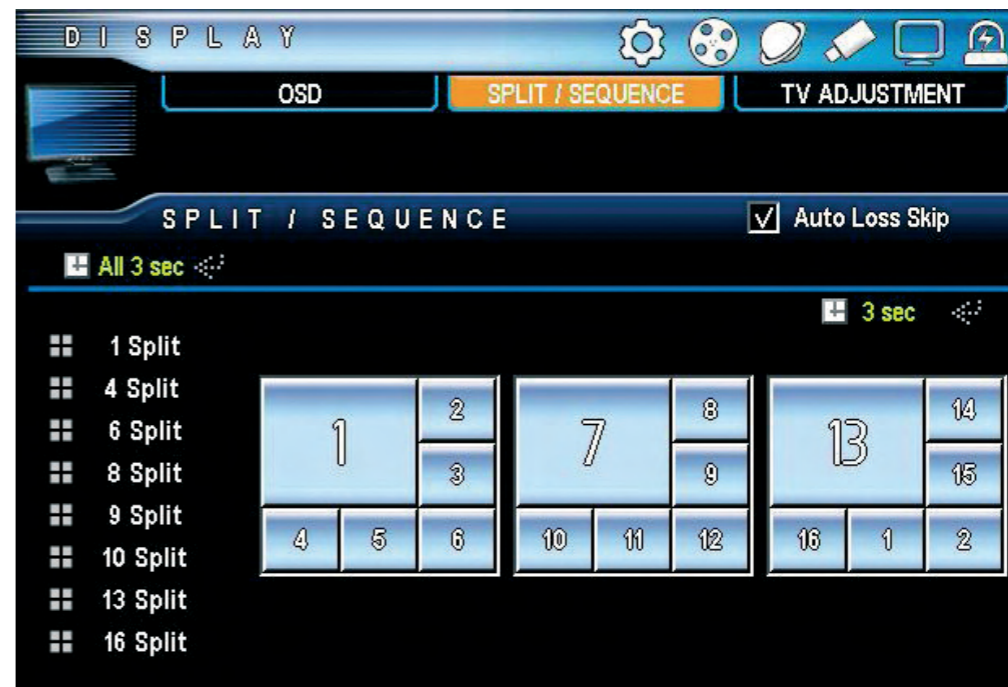 DISPLAY
OSD SPLIT / SEQUENCE TV ADJUSTMENT
SPLIT / SEQUENCE Auto Loss Skip
All 3 sec
3 sec
1 Split
4 Split
6 Split
8 Split
9 Split
10 Split
13 Split
16 Split
1 2 3 4 5 6
7 8 9 10 11 12
13 14 15 16 1 2